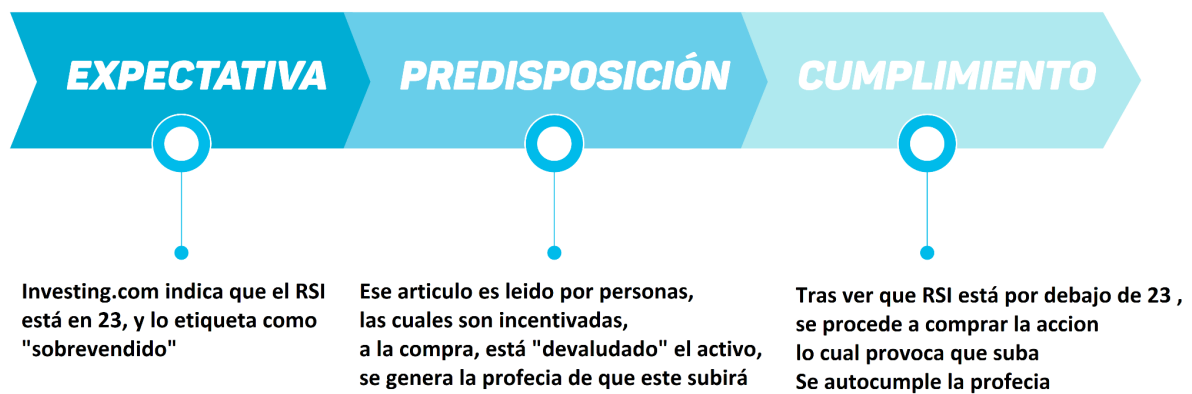 EXPECTATIVA
PREDISPOSICIÓN
CUMPLIMIENTO
Investing.com indica que el RSI
está en 23, y lo etiqueta como
"sobrevendido"
Ese articulo es leido por personas,
las cuales son incentivadas,
a la compra, está "devaludado" el activo,
se genera la profecia de que este subirá
Tras ver que RSI está por debajo de 23 ,
se procede a comprar la accion
lo cual provoca que suba
Se autocumple la profecia